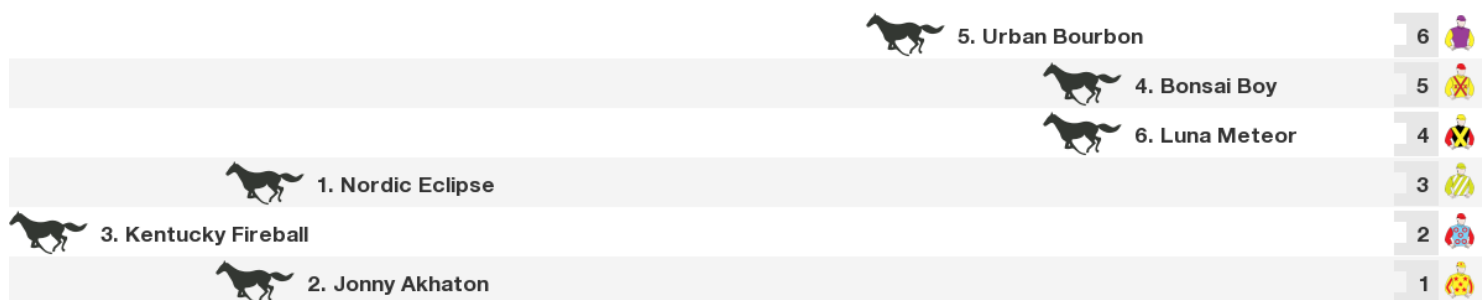 5. Urban Bourbon 6
4. Bonsai Boy 5
6. Luna Meteor 4
1. Nordic Eclipse 3
3. Kentucky Fireball 2
2. Jonny Akhaton 1